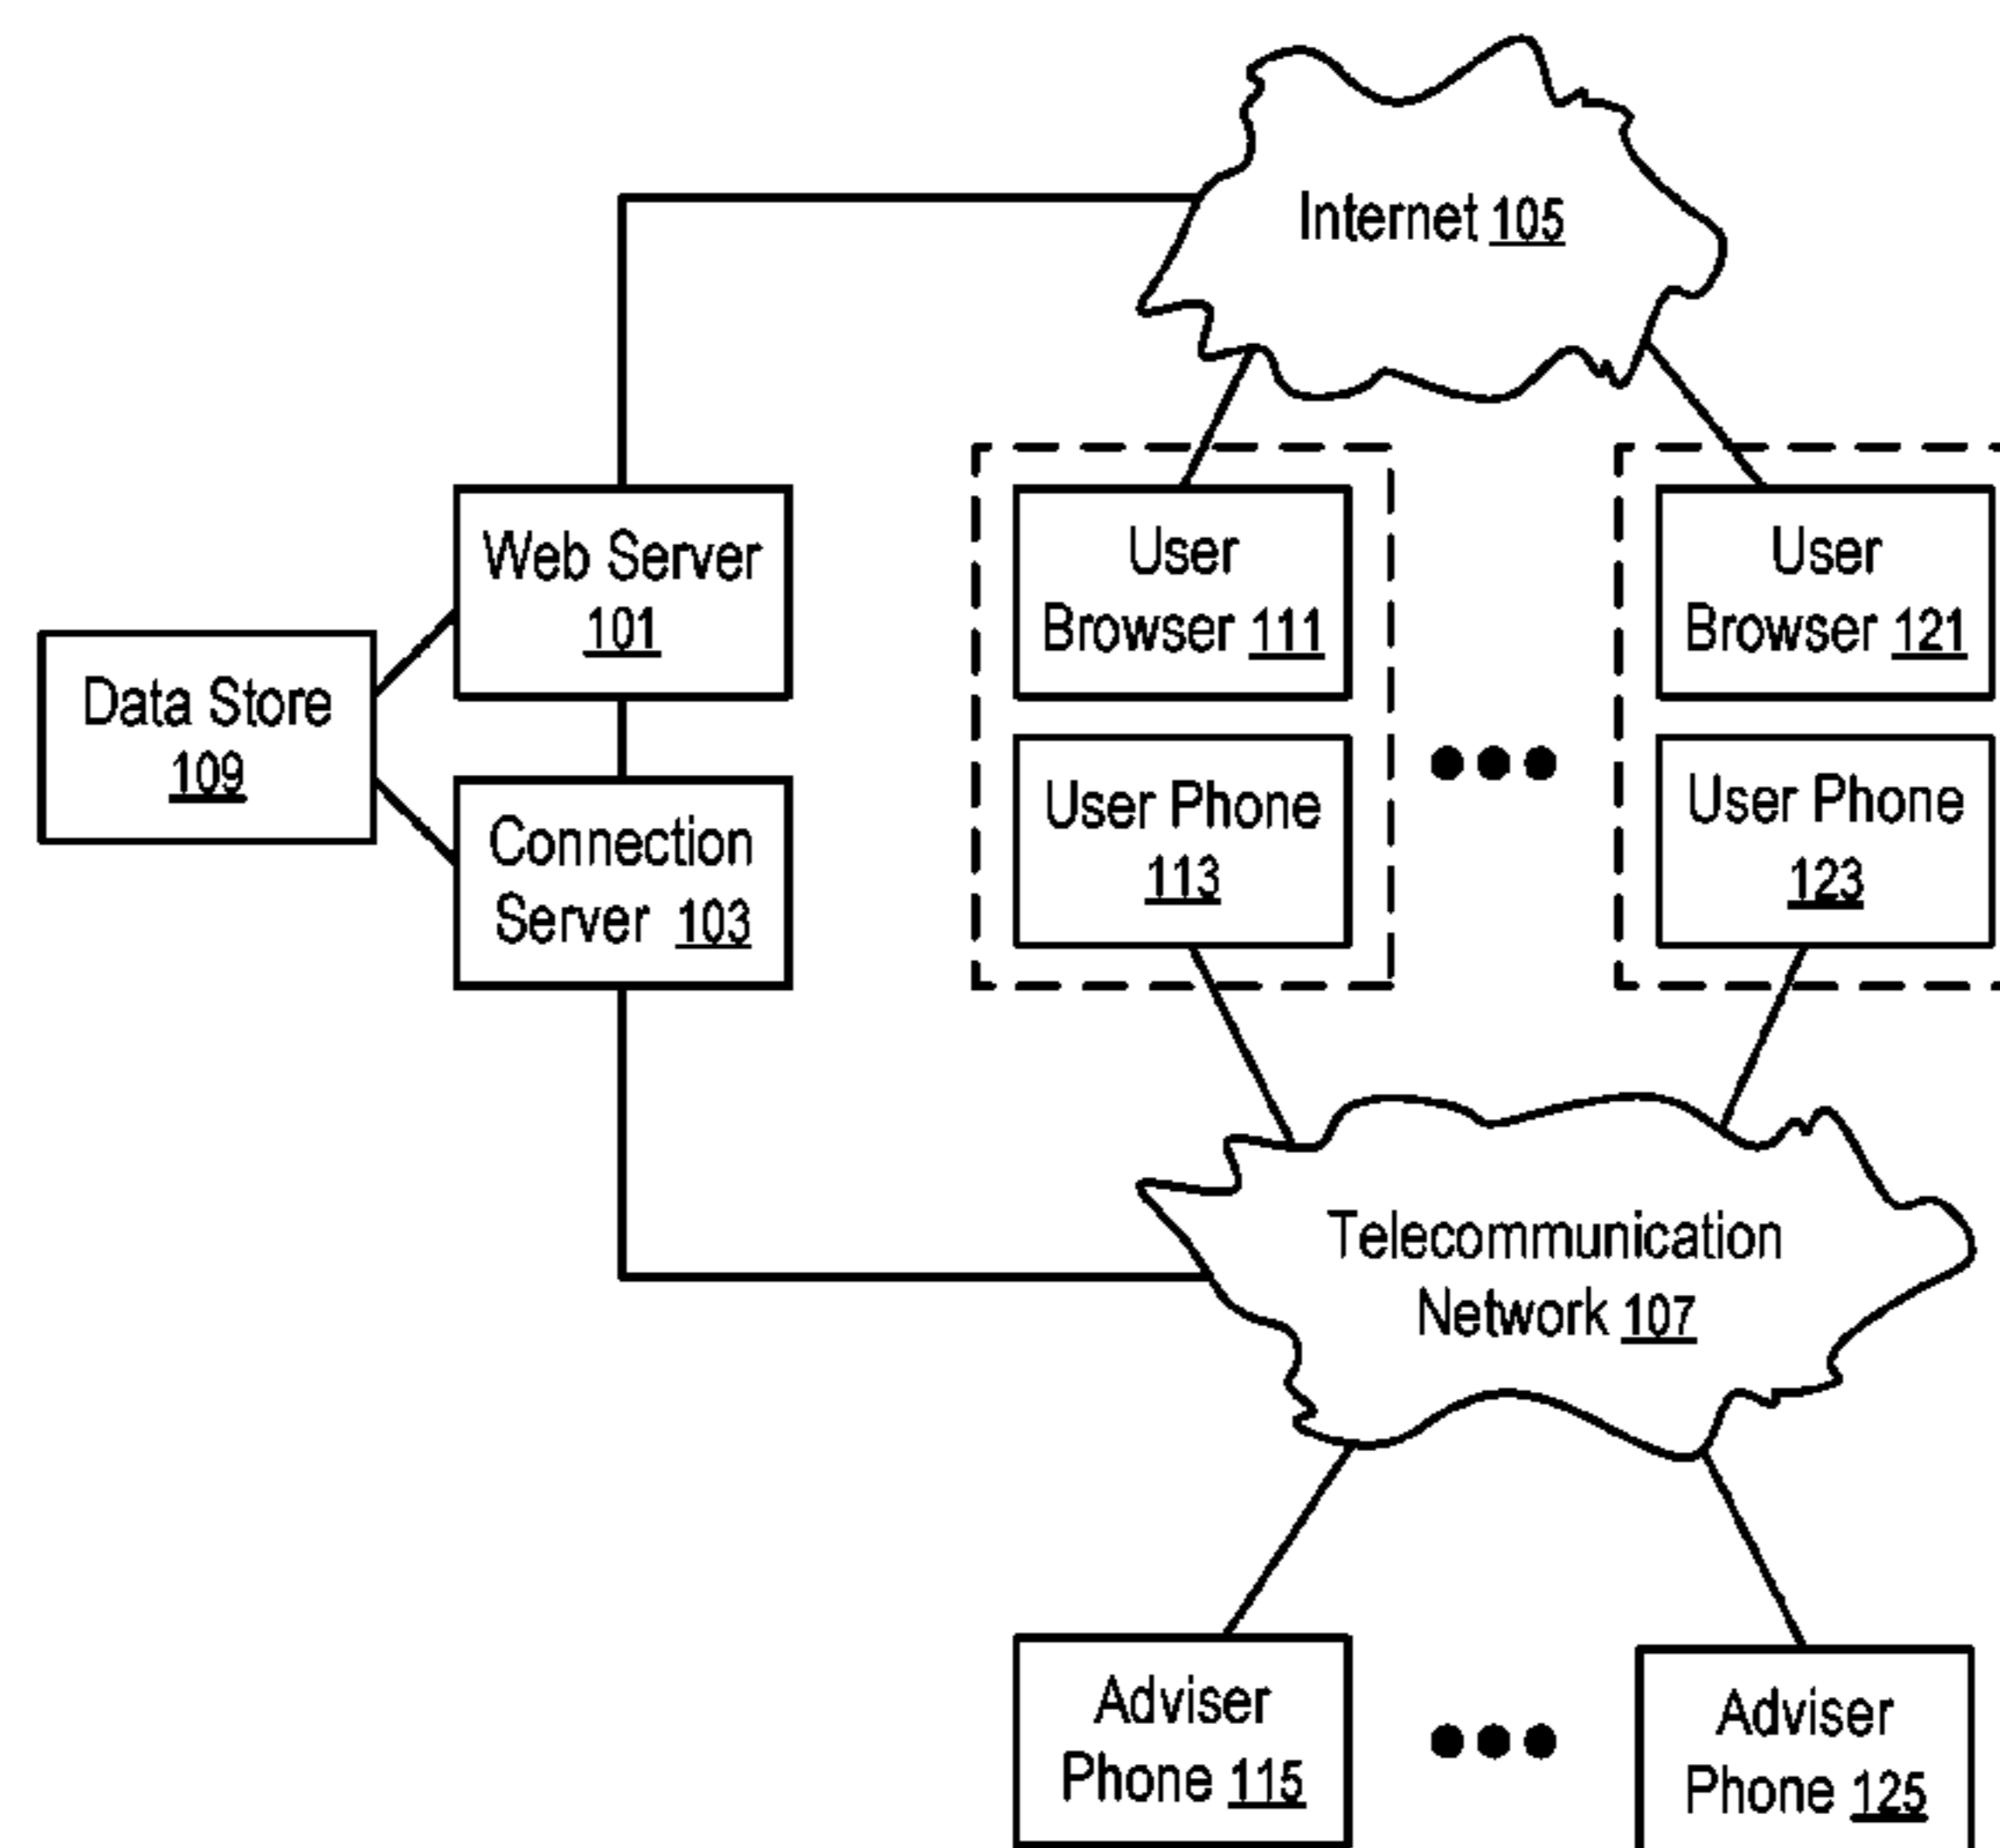 Internet 105
Web Server
101
Data Store
109
Connection
Server 103
User
Browser 111
User Phone
113
User
Browser 121
User Phone
123
Telecommunication
Network 107
Adviser
Phone 115
Adviser
Phone 125